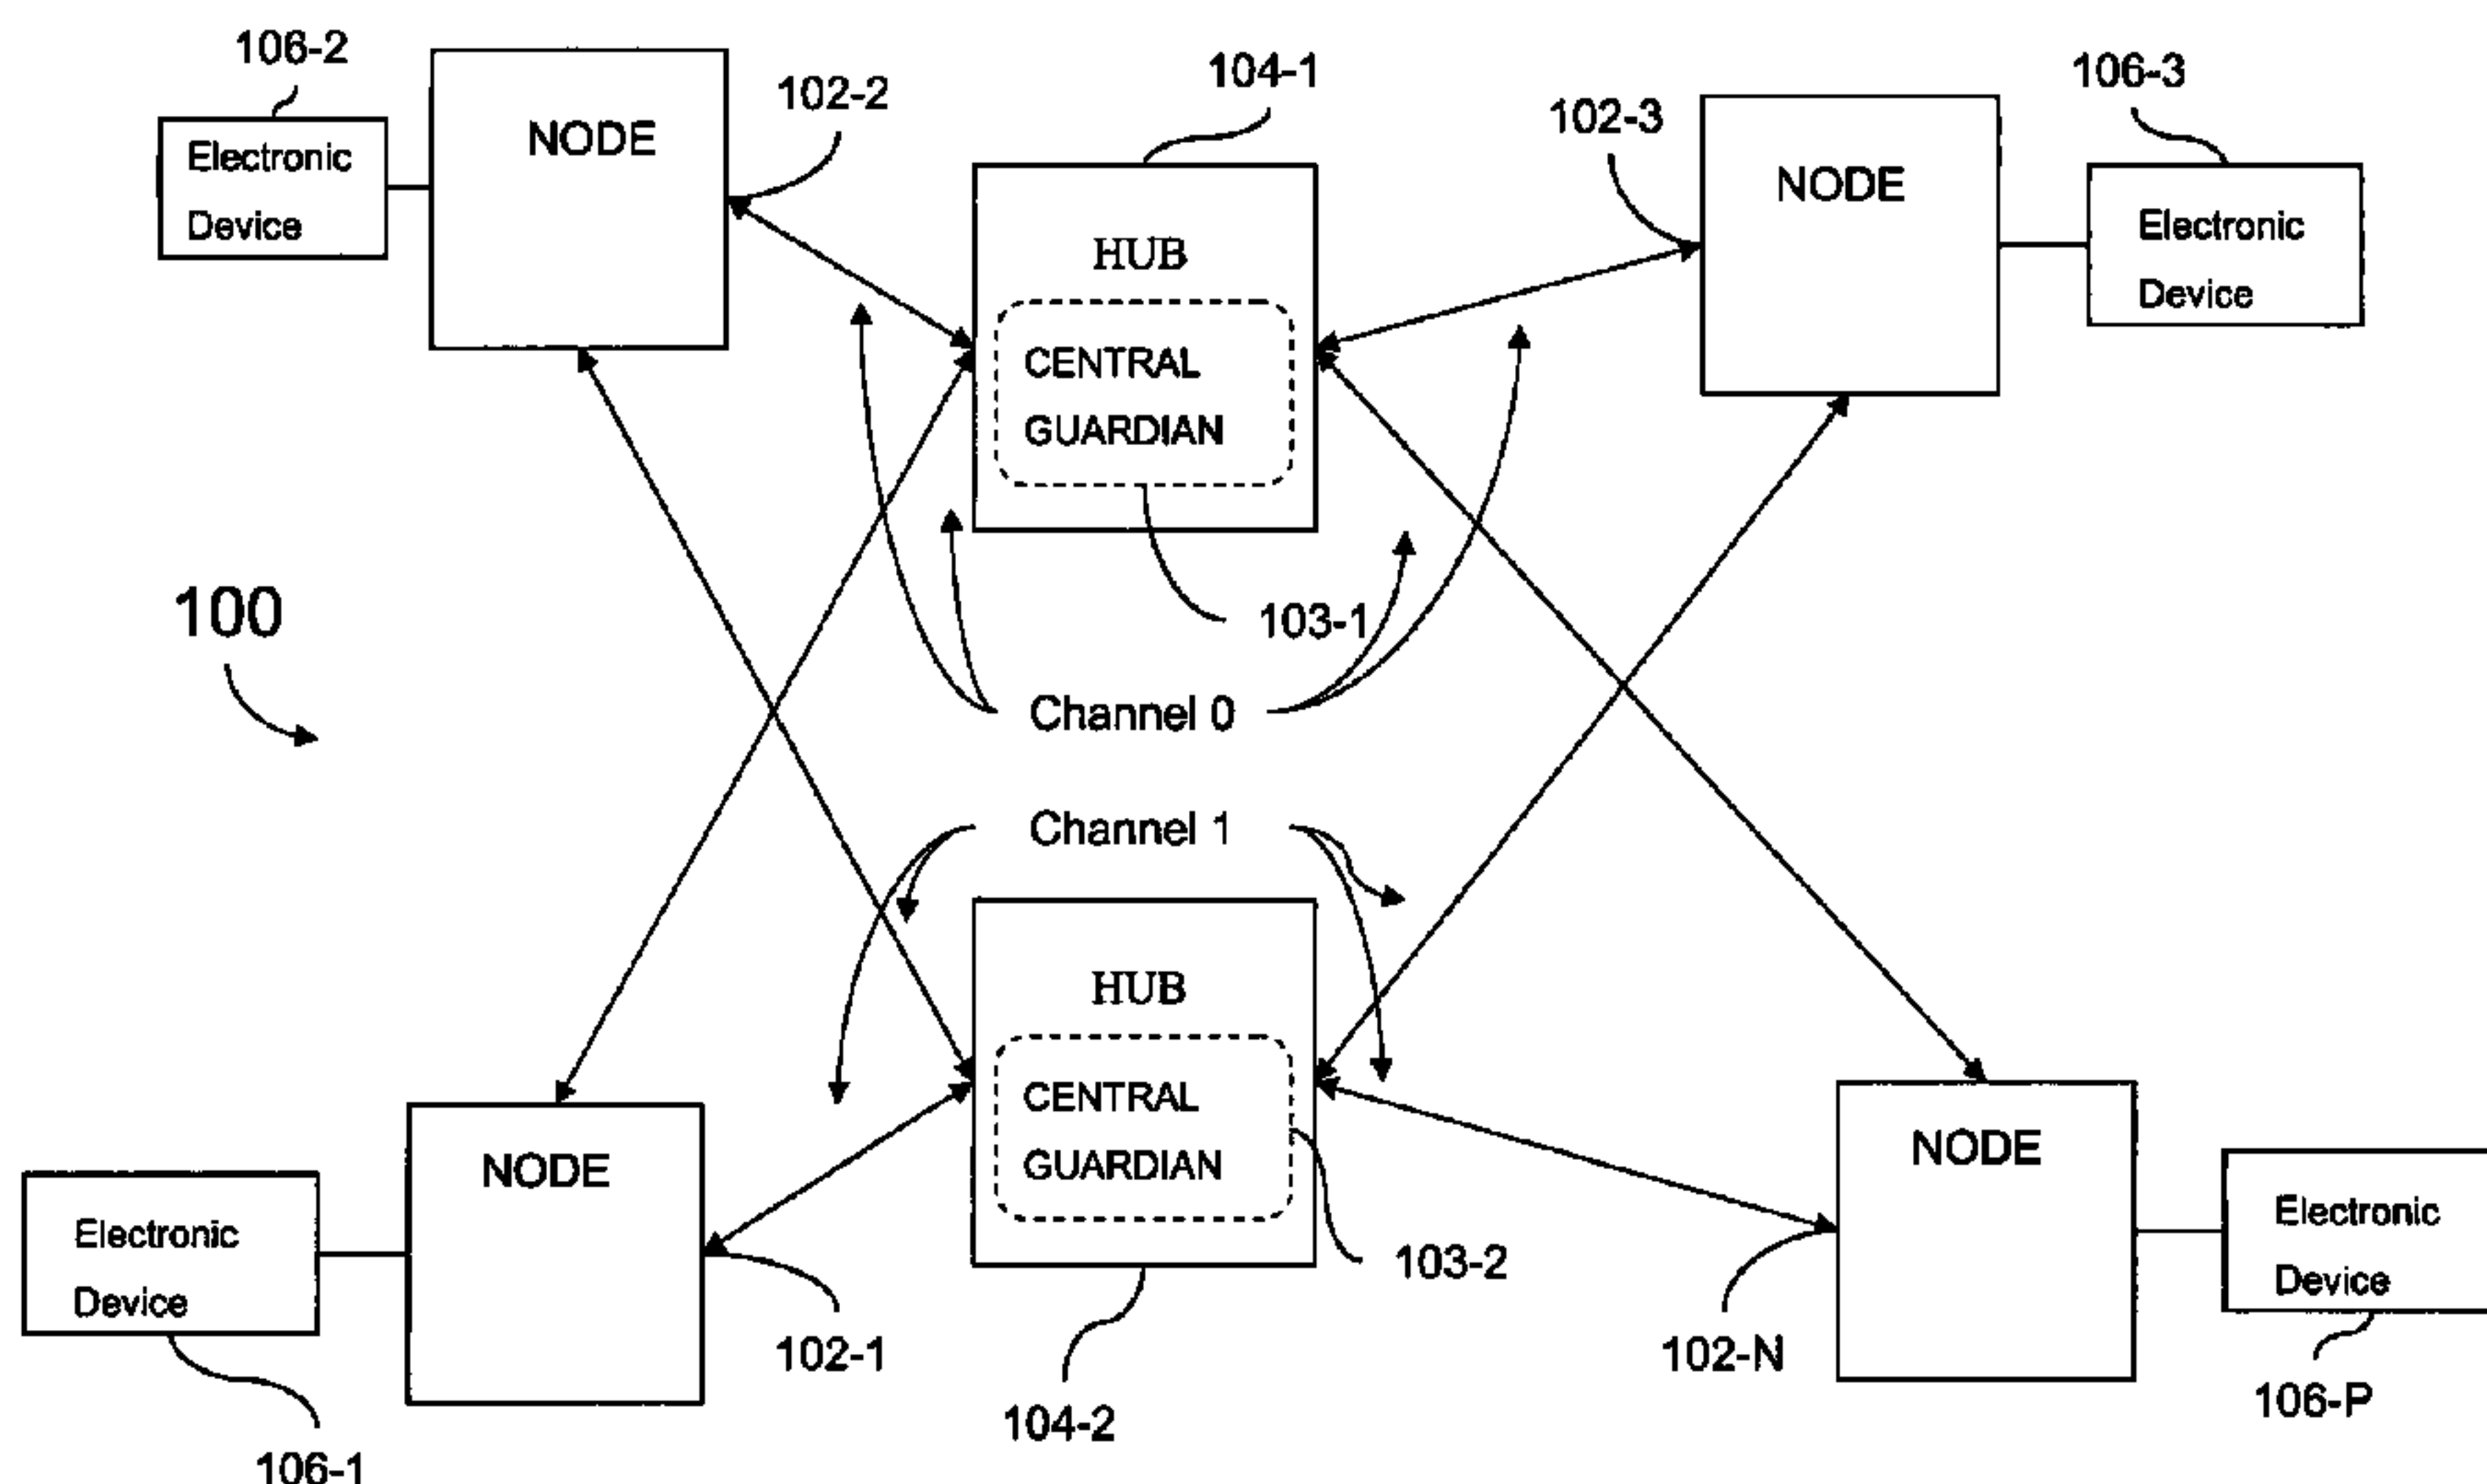 106-2
104-1
106-3
102-2
102-3
NODE
Electronic
Device
NODE
Electronic
Device
HUB
CENTRAL
GUARDIAN
100
103-1
Channel 0
Channel 1
HUB
CENTRAL
GUARDIAN
NODE
NODE
Electronic
Device
Electronic
Device
103-2
102-1
102-N
104-2
106-P
106-1